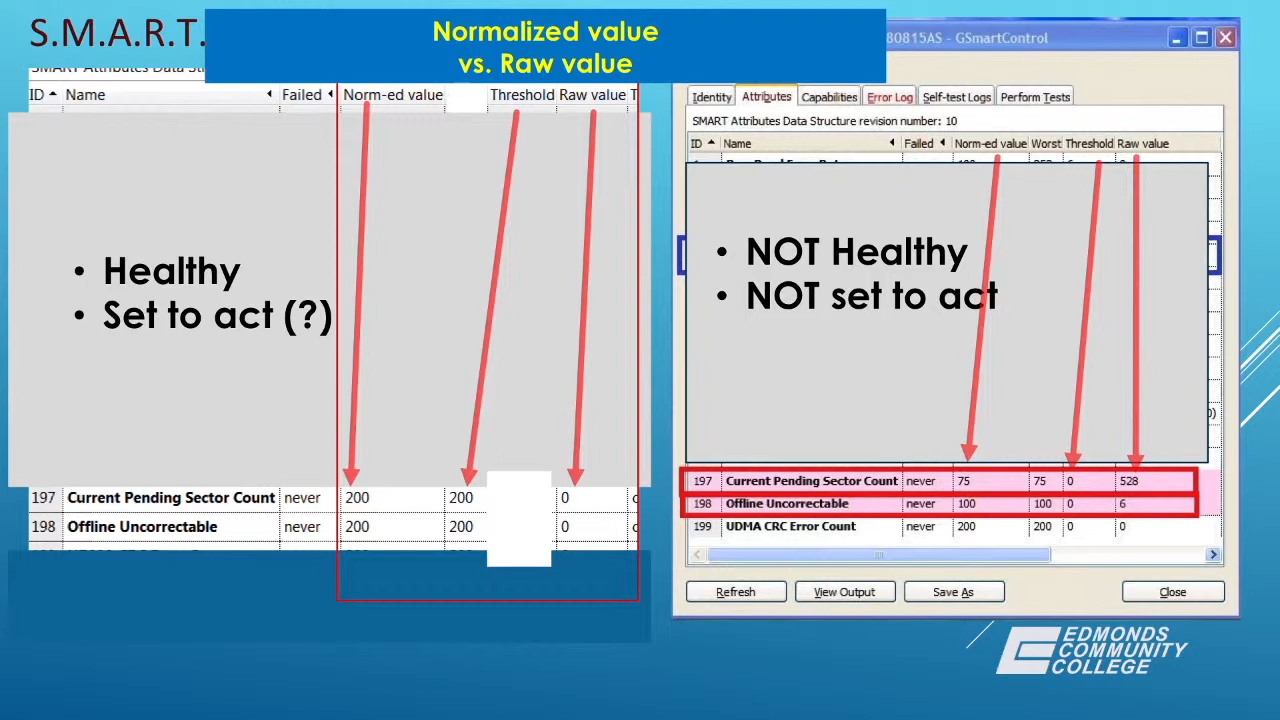 S.M.A.R.T.
Normalized value
vs. Raw value
ID Name Failed Norm-ed value Threshold Raw value T
• Healthy
• Set to act (?)
197 Current Pending Sector Count never 200 200 0
198 Offline Uncorrectable never 200 200 0
80815AS - GSmartControl
Identity Attributes Capabilities Error Log Self-test Logs Perform Tests
SMART Attributes Data Structure revision number: 10
ID Name Failed Norm-ed value Worst Threshold Raw value
• NOT Healthy
• NOT set to act
197 Current Pending Sector Count never 75 75 0 528
198 Offline Uncorrectable never 100 100 0 6
199 UDMA CRC Error Count never 200 200 0 0
Refresh View Output Save As Close
EDMONDS
COMMUNITY
COLLEGE